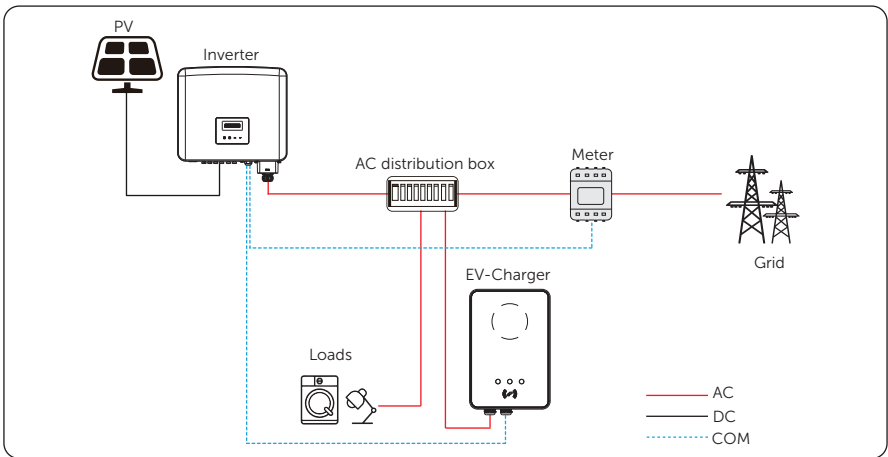 PV
Inverter
AC distribution box
Meter
Grid
EV-Charger
Loads
AC
DC
COM